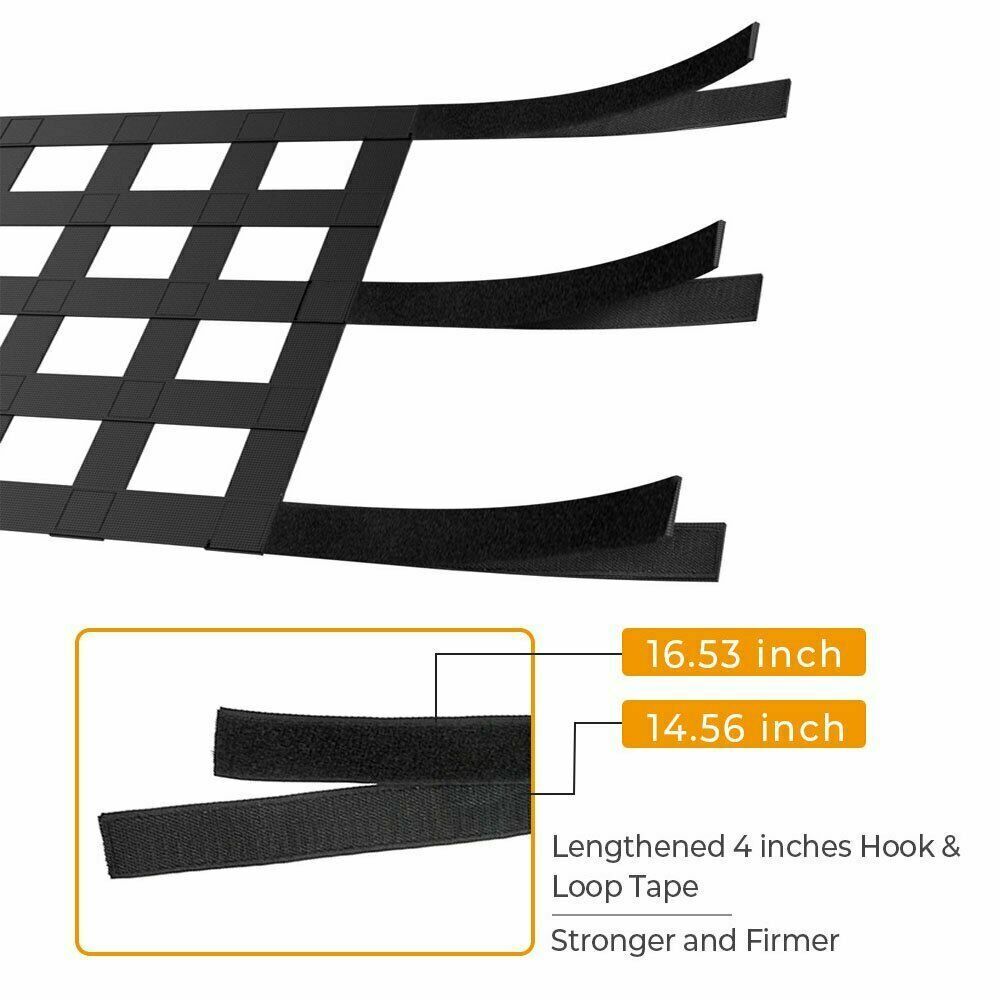 16.53 inch
14.56 inch
Lengthened 4 inches Hook &
Loop Tape
Stronger and Firmer